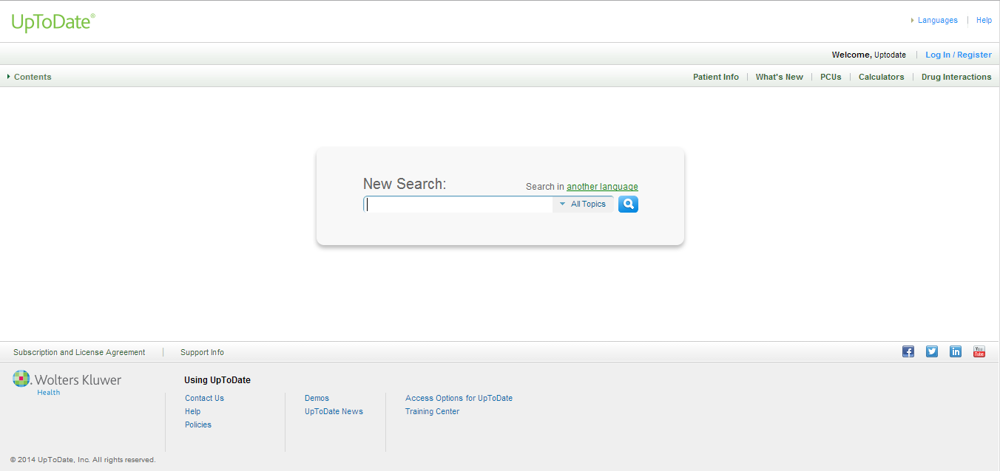 UpToDate®
Languages | Help
Welcome, Uptodate | Log In / Register
Contents
Patient Info | What's New | PCUs | Calculators | Drug Interactions
New Search:
Search in another language
All Topics
Subscription and License Agreement | Support Info
You
Tube
Wolters Kluwer
Health
Using UpToDate
Contact Us
Help
Policies
Demos
UpToDate News
Access Options for UpToDate
Training Center
© 2014 UpToDate, Inc. All rights reserved.